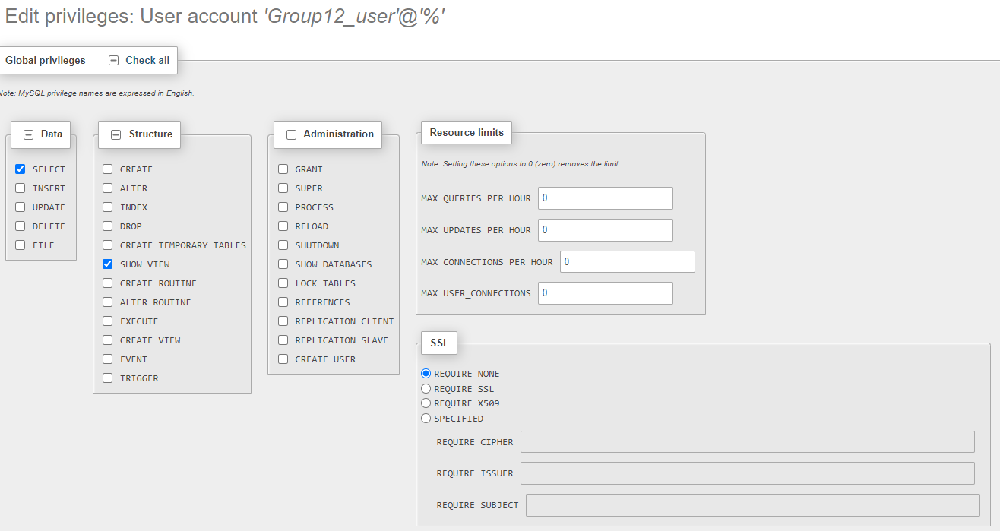 Edit privileges: User account 'Group12_user'@'%'
Global privileges Check all
Note: MySQL privilege names are expressed in English.
Data
SELECT
INSERT
UPDATE
DELETE
FILE
Structure
CREATE
ALTER
INDEX
DROP
CREATE TEMPORARY TABLES
SHOW VIEW
CREATE ROUTINE
ALTER ROUTINE
EXECUTE
CREATE VIEW
EVENT
TRIGGER
Administration
GRANT
SUPER
PROCESS
RELOAD
SHUTDOWN
SHOW DATABASES
LOCK TABLES
REFERENCES
REPLICATION CLIENT
REPLICATION SLAVE
CREATE USER
Resource limits
Note: Setting these options to 0 (zero) removes the limit.
MAX QUERIES PER HOUR 0
MAX UPDATES PER HOUR 0
MAX CONNECTIONS PER HOUR 0
MAX USER_CONNECTIONS 0
SSL
REQUIRE NONE
REQUIRE SSL
REQUIRE X509
SPECIFIED
REQUIRE CIPHER
REQUIRE ISSUER
REQUIRE SUBJECT